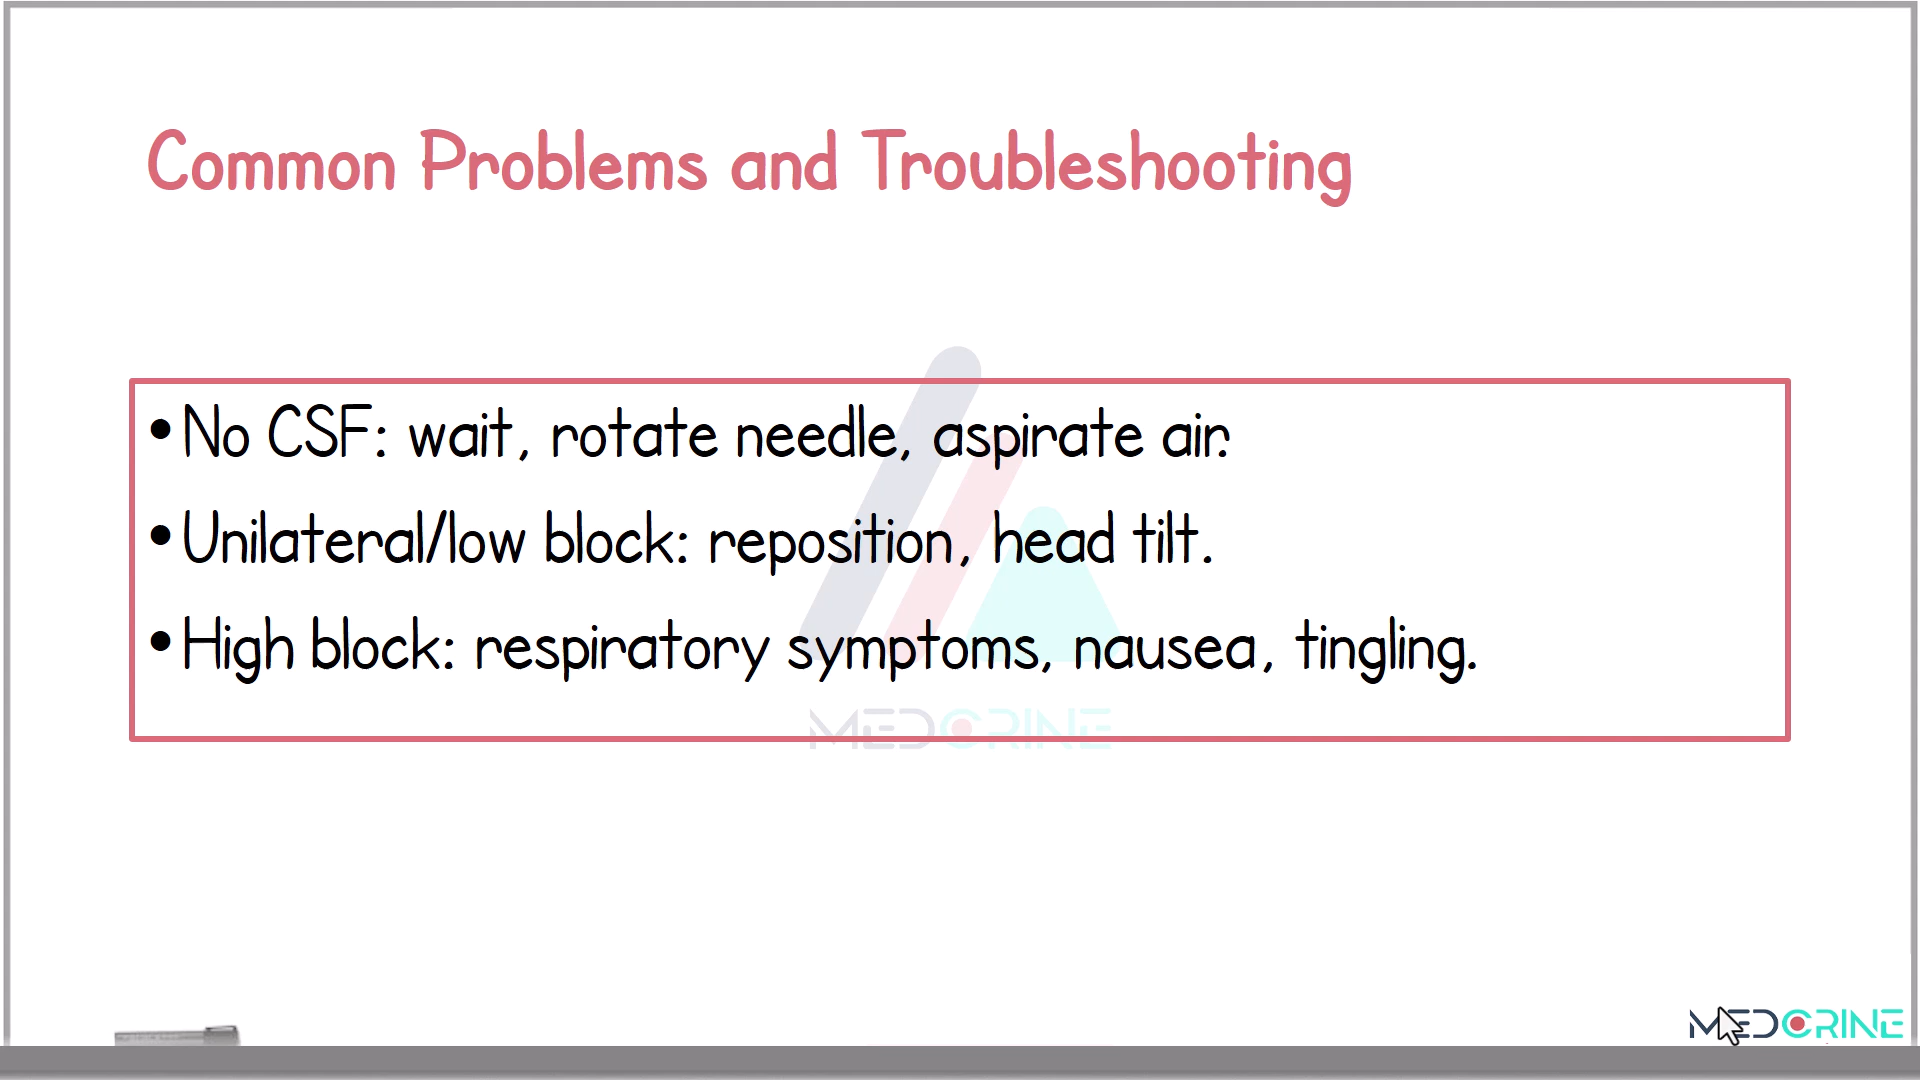 Common Problems and Troubleshooting
•No CSF: wait, rotate needle, aspirate air.
•Unilateral/low block: reposition, head tilt.
•High block: respiratory symptoms, nausea, tingling.
MEDCRINE
MEDCRINE